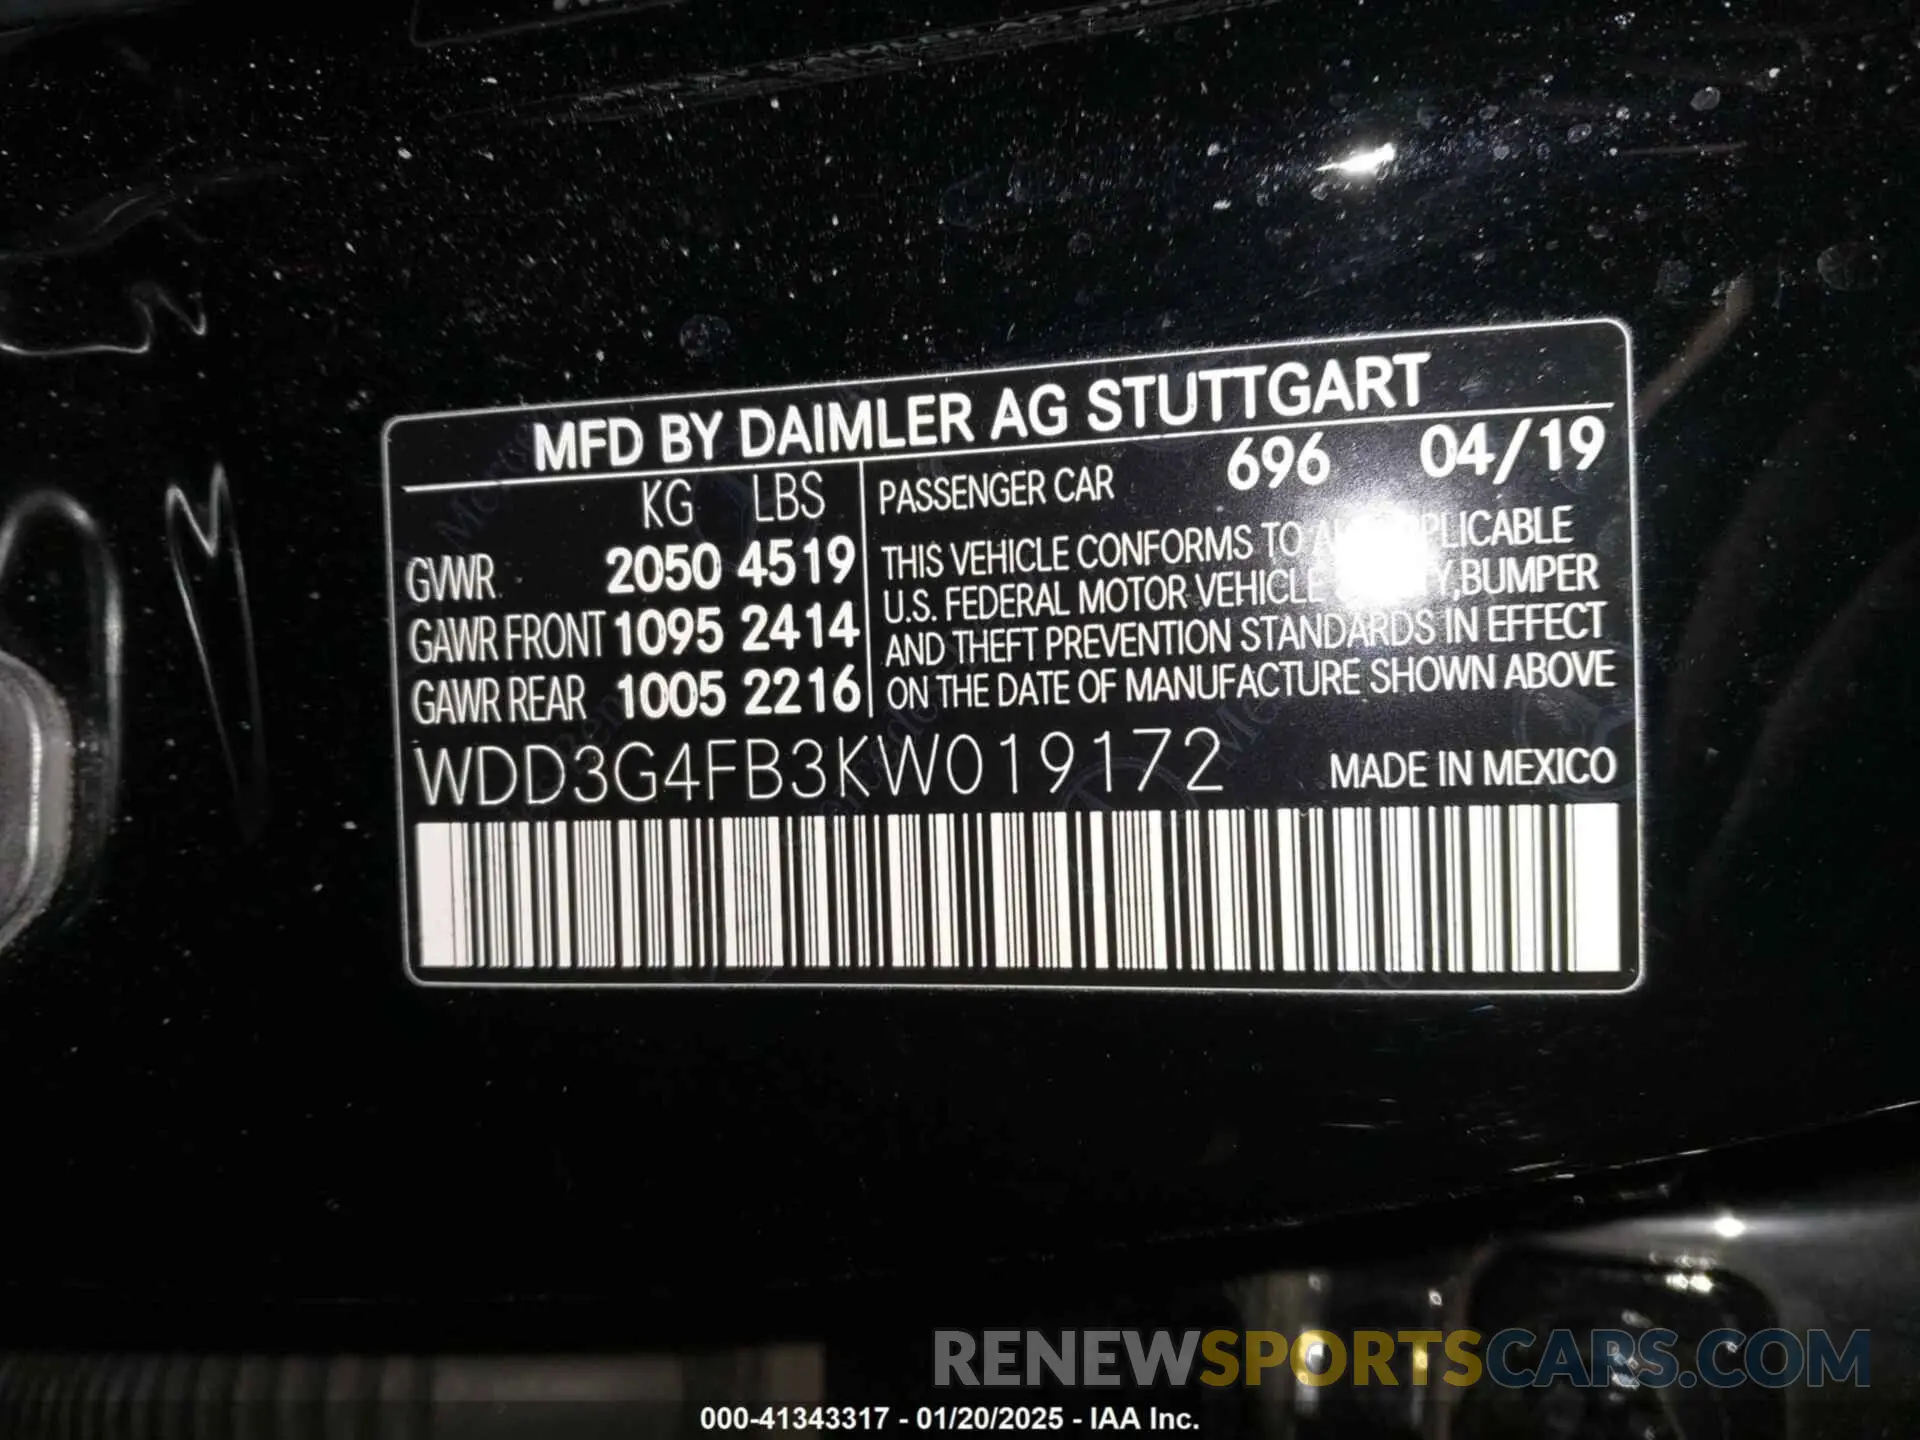 MFD BY DAIMLER AG STUTTGART
KG LBS
GVWR 2050 4519
GAWR FRONT 1095 2414
GAWR REAR 1005 2216
PASSENGER CAR 696 04/19
THIS VEHICLE CONFORMS TO APPLICABLE
U.S. FEDERAL MOTOR VEHICLE BUMPER
AND THEFT PREVENTION STANDARDS IN EFFECT
ON THE DATE OF MANUFACTURE SHOWN ABOVE
WDD3G4FB3KW019172 MADE IN MEXICO
RENEWSPORTSCARS.COM
000-41343317 - 01/20/2025 - IAA Inc.